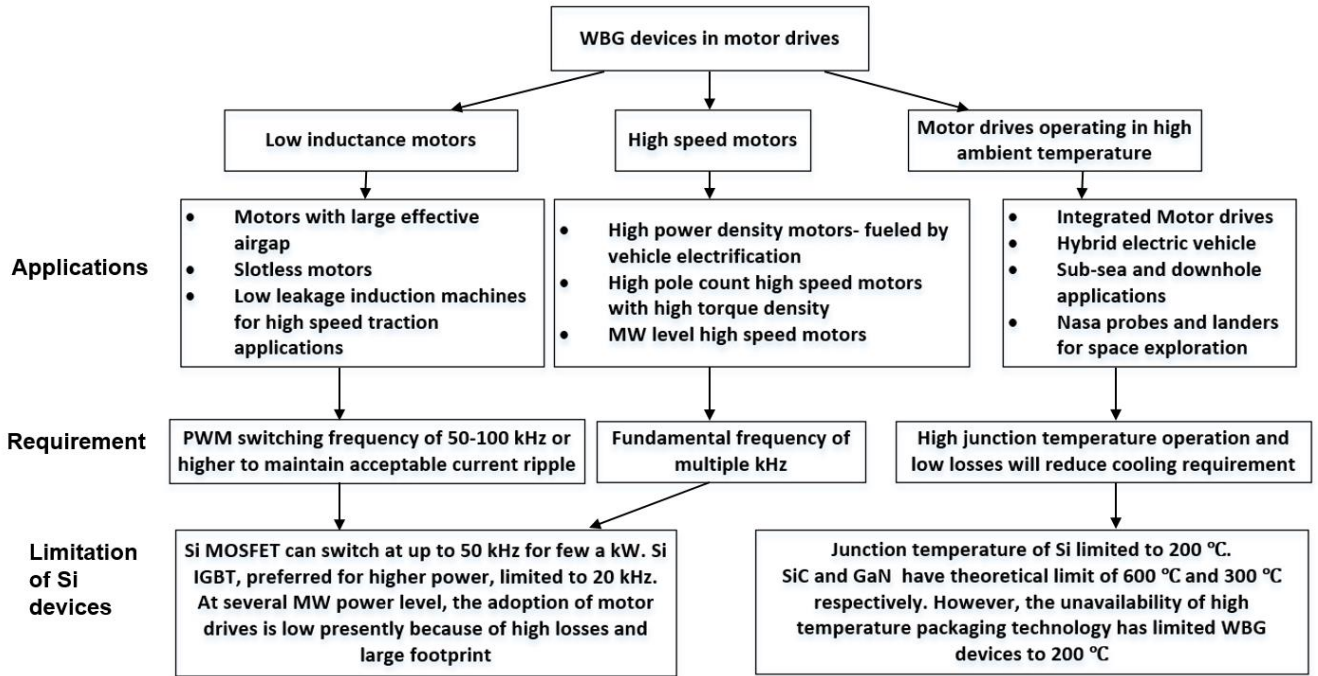 WBG devices in motor drives
Low inductance motors
High speed motors
Motor drives operating in high
ambient temperature
Applications
• Motors with large effective
airgap
• Slotless motors
• Low leakage induction machines
for high speed traction
applications
• High power density motors- fueled by
vehicle electrification
• High pole count high speed motors
with high torque density
• MW level high speed motors
• Integrated Motor drives
• Hybrid electric vehicle
• Sub-sea and downhole
applications
• Nasa probes and landers
for space exploration
Requirement
PWM switching frequency of 50-100 kHz or
higher to maintain acceptable current ripple
Fundamental frequency of
multiple kHz
High junction temperature operation and
low losses will reduce cooling requirement
Limitation
of Si
devices
Si MOSFET can switch at up to 50 kHz for few a kW. Si
IGBT, preferred for higher power, limited to 20 kHz.
At several MW power level, the adoption of motor
drives is low presently because of high losses and
large footprint
Junction temperature of Si limited to 200 ℃.
SiC and GaN have theoretical limit of 600 ℃ and 300 ℃
respectively. However, the unavailability of high
temperature packaging technology has limited WBG
devices to 200 ℃